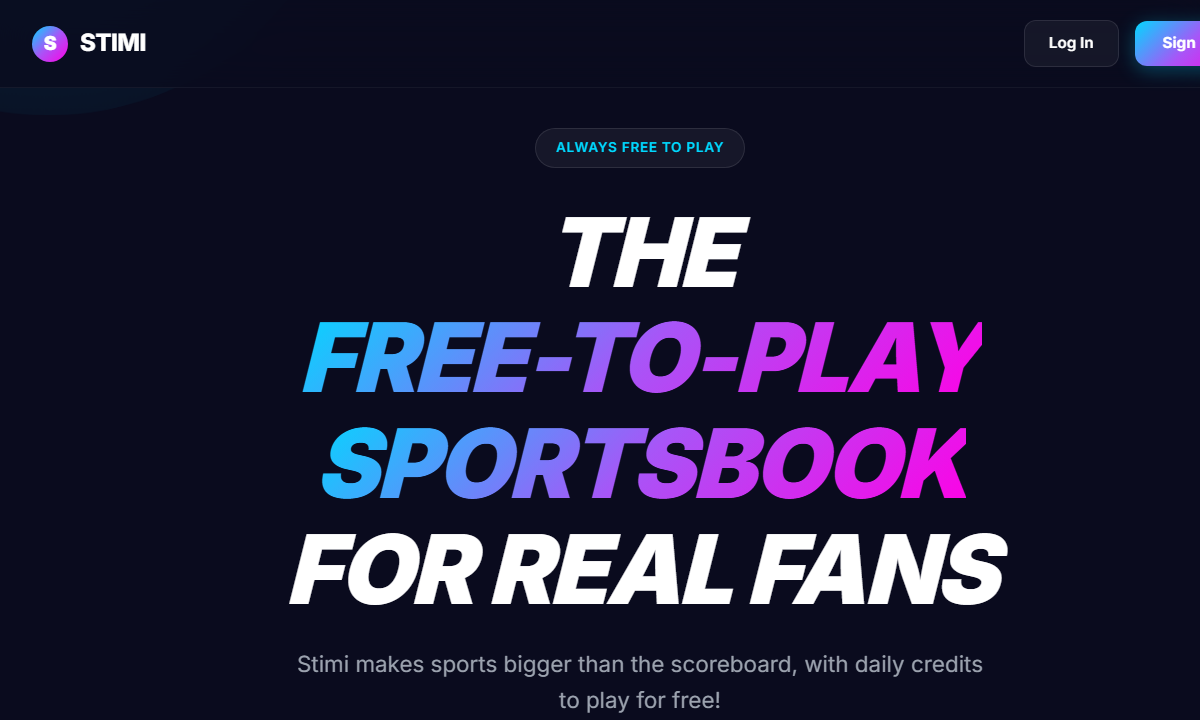 S STIMI
Log In
Sign
ALWAYS FREE TO PLAY
THE
FREE-TO-PLAY
SPORTSBOOK
FOR REAL FANS
Stimi makes sports bigger than the scoreboard, with daily credits
to play for free!